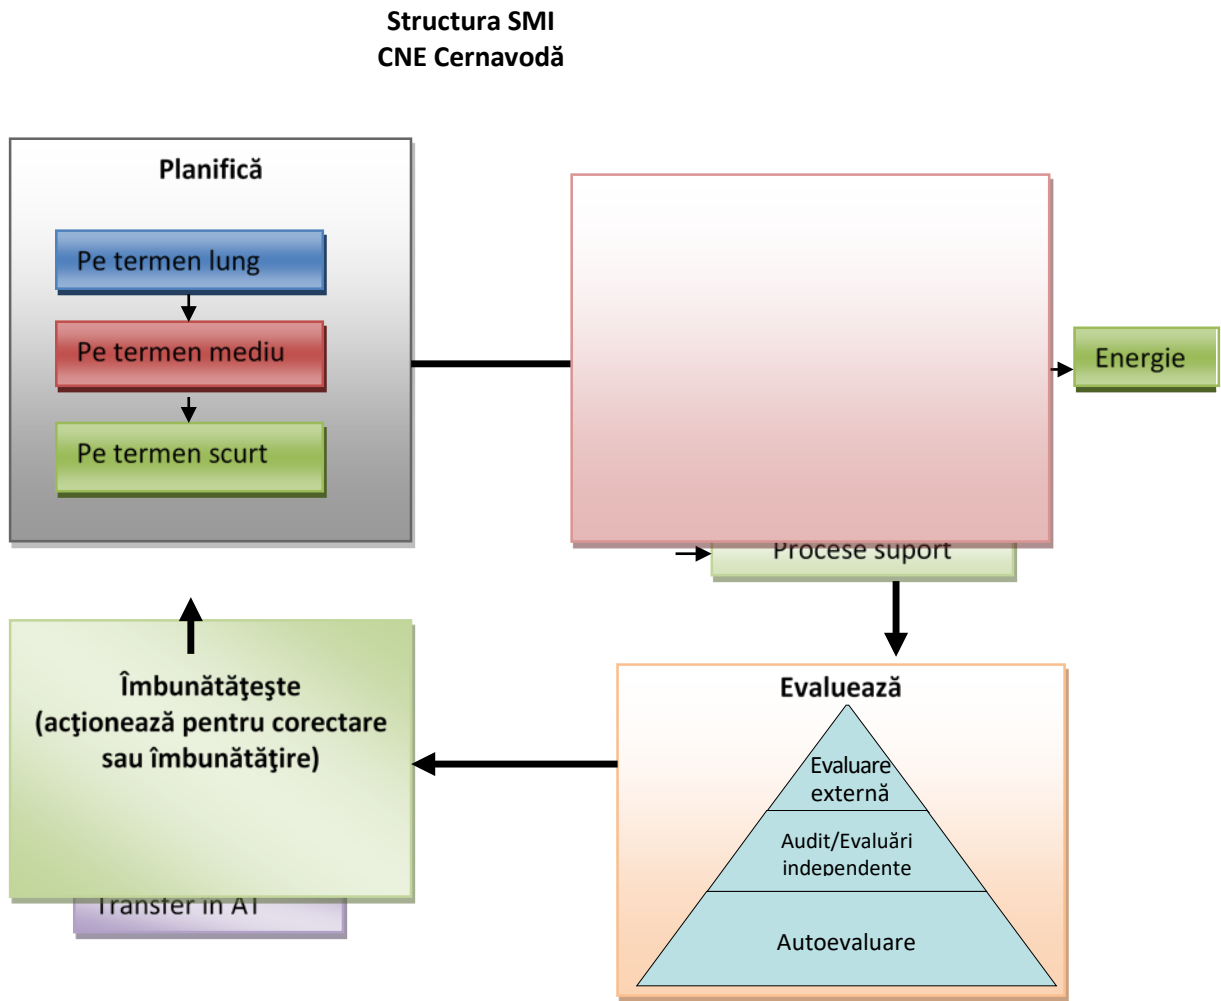 Structura SMI
CNE Cernavodă
Planifică
Pe termen lung
Pe termen mediu
Pe termen scurt
Energie
Procese suport
Îmbunătăţeşte
(acţionează pentru corectare
sau îmbunătăţire)
Transfer in AT
Evaluează
Evaluare
externă
Audit/Evaluări
independente
Autoevaluare